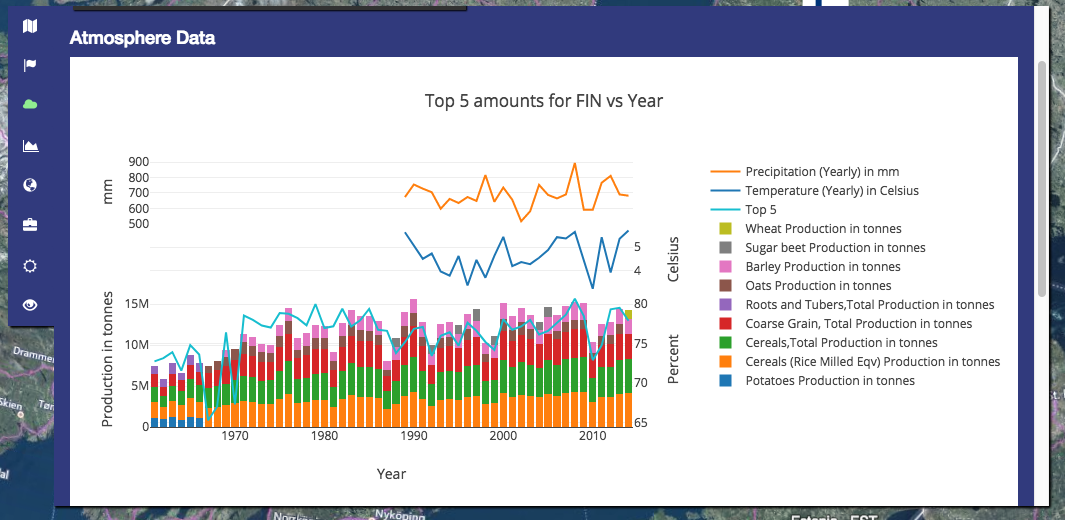 Atmosphere Data
Top 5 amounts for FIN vs Year
900
800
700
600
500
mm
5
4
Celsius
15M
10M
5M
0
Production in tonnes
80
75
70
65
Percent
1970
1980
1990
2000
2010
Year
Precipitation (Yearly) in mm
Temperature (Yearly) in Celsius
Top 5
Wheat Production in tonnes
Sugar beet Production in tonnes
Barley Production in tonnes
Oats Production in tonnes
Roots and Tubers,Total Production in tonnes
Coarse Grain, Total Production in tonnes
Cereals,Total Production in tonnes
Cereals (Rice Milled Eqv) Production in tonnes
Potatoes Production in tonnes
Dramme
Skien
Tøn
Nyköping